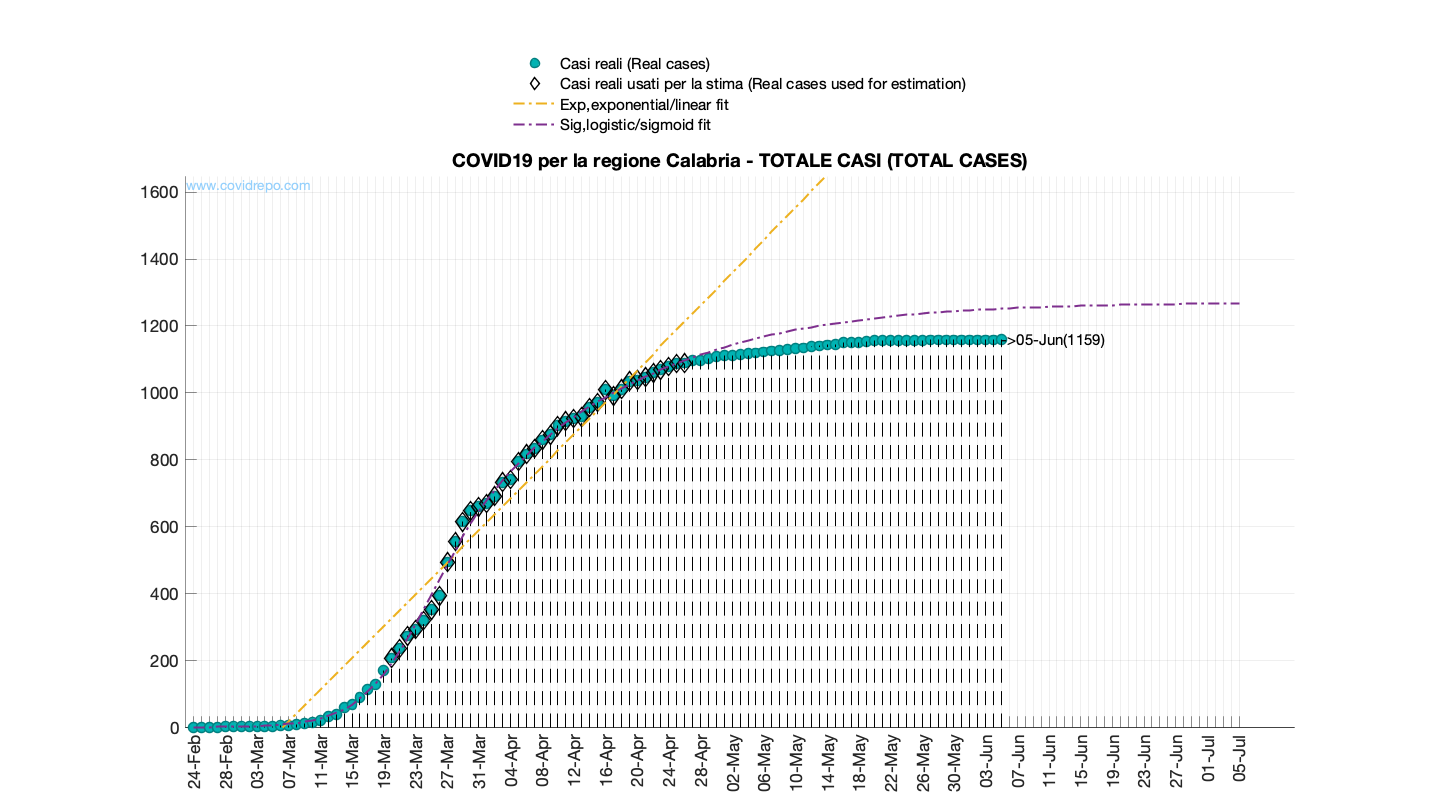 Casi reali (Real cases)
Casi reali usati per la stima (Real cases used for estimation)
Exp,exponential/linear fit
Sig,logistic/sigmoid fit
COVID19 per la regione Calabria - TOTALE CASI (TOTAL CASES)
www.covidrepo.com
1600
1400
1200
1000
800
600
400
200
0
->05-Jun(1159)
24-Feb
28-Feb
03-Mar
07-Mar
11-Mar
15-Mar
19-Mar
23-Mar
27-Mar
31-Mar
04-Apr
08-Apr
12-Apr
16-Apr
20-Apr
24-Apr
28-Apr
02-May
06-May
10-May
14-May
18-May
22-May
26-May
30-May
03-Jun
07-Jun
11-Jun
15-Jun
19-Jun
23-Jun
27-Jun
01-Jul
05-Jul